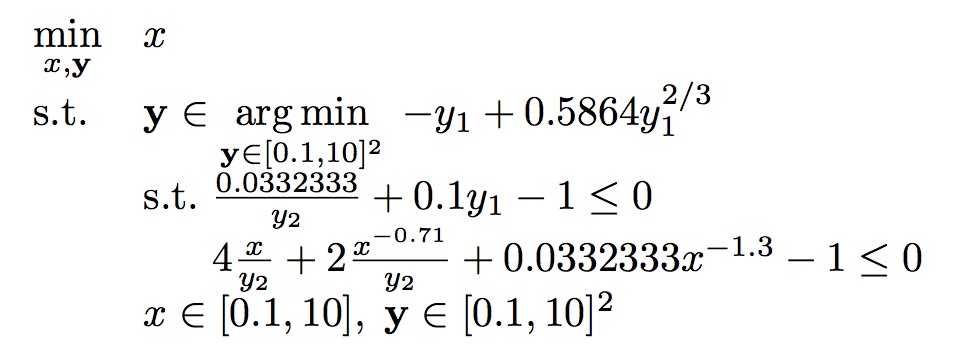 min x
x,y
s.t. y ∈ arg min −y₁ + 0.5864y₁^{2/3}
y∈[0.1,10]²
s.t. 0.0332333/y₂ + 0.1y₁ − 1 ≤ 0
4 x/y₂ + 2 x^{−0.71}/y₂ + 0.0332333x^{−1.3} − 1 ≤ 0
x ∈ [0.1, 10], y ∈ [0.1, 10]²